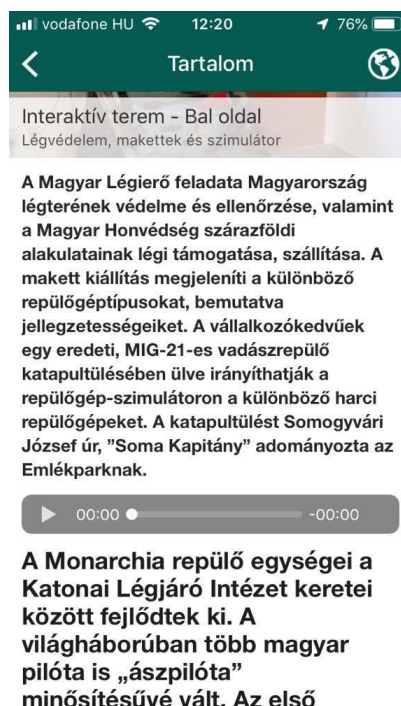 vodafone HU 12:20 76%
Tartalom
Interaktív terem - Bal oldal
Légvédelem, makettek és szimulátor
A Magyar Légierő feladata Magyarország
légterének védelme és ellenőrzése, valamint
a Magyar Honvédség szárazföldi
alakulatainak légi támogatása, szállítása. A
makett kiállítás megjeleníti a különböző
repülőgéptípusokat, bemutatva
jellegzetességeiket. A vállalkozókedvűek
egy eredeti, MIG-21-es vadászrepülő
katapultülésében ülve irányíthatják a
repülőgép-szimulátoron a különböző harci
repülőgépeket. A katapultülést Somogyvári
József úr, ”Soma Kapitány” adományozta az
Emlékparknak.
00:00 -00:00
A Monarchia repülő egységei a
Katonai Légjáró Intézet keretei
között fejlődtek ki. A
világháborúban több magyar
pilóta is „ászpilóta”
minősítésűvé vált. Az első